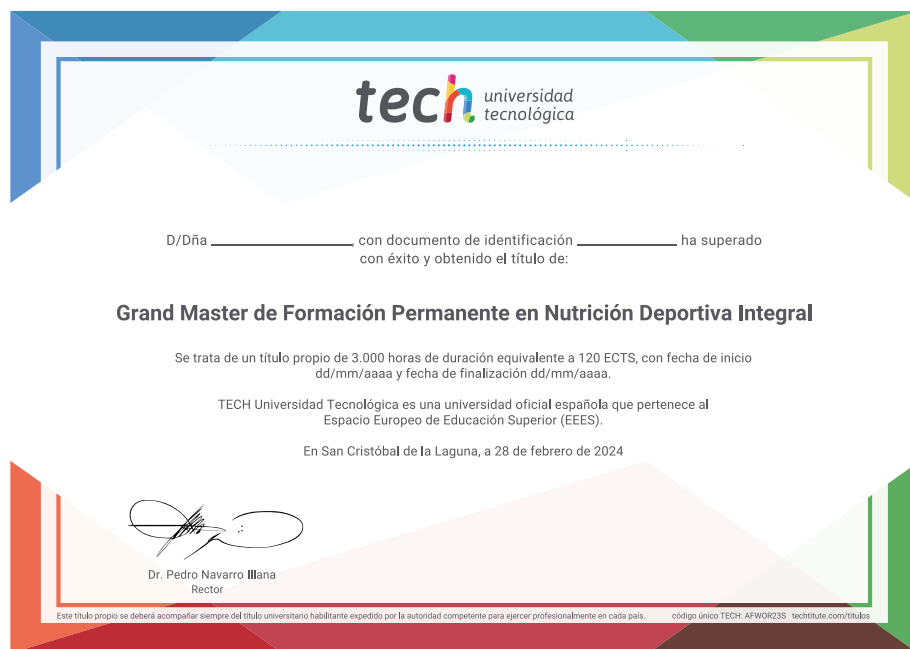 tech universidad
tecnológica
D/Dña ________________, con documento de identificación ____________ ha superado
con éxito y obtenido el título de:
Grand Master de Formación Permanente en Nutrición Deportiva Integral
Se trata de un título propio de 3.000 horas de duración equivalente a 120 ECTS, con fecha de inicio
dd/mm/aaaa y fecha de finalización dd/mm/aaaa.
TECH Universidad Tecnológica es una universidad oficial española que pertenece al
Espacio Europeo de Educación Superior (EEES).
En San Cristóbal de la Laguna, a 28 de febrero de 2024
Dr. Pedro Navarro Illana
Rector
Este título propio se deberá acompañar siempre del título universitario habilitante expedido por la autoridad competente para ejercer profesionalmente en cada país. código único TECH: AFWOR23S techtitute.com/titulos